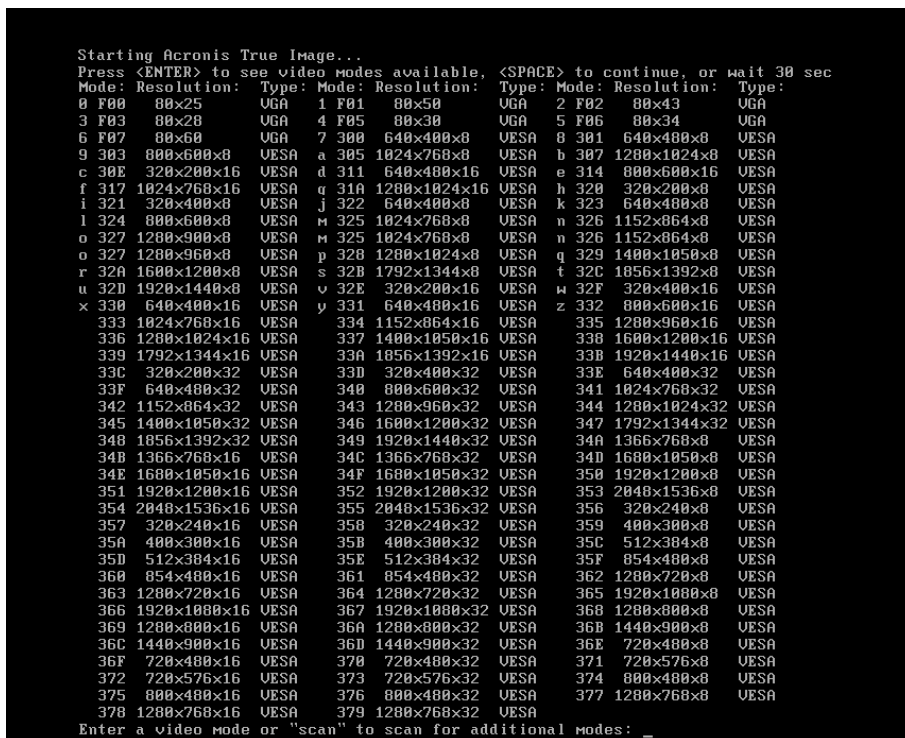 Starting Acronis True Image...
Press <ENTER> to see video modes available, <SPACE> to continue, or wait 30 sec
Mode: Resolution: Type: Mode: Resolution: Type: Mode: Resolution: Type:
0 F00 80x25 VGA 1 F01 80x50 VGA 2 F02 80x43 VGA
3 F03 80x28 VGA 4 F05 80x30 VGA 5 F06 80x34 VGA
6 F07 80x60 VGA 7 300 640x400x8 VESA 8 301 640x480x8 VESA
9 303 800x600x8 VESA a 305 1024x768x8 VESA b 307 1280x1024x8 VESA
c 30E 320x200x16 VESA d 311 640x480x16 VESA e 314 800x600x16 VESA
f 317 1024x768x16 VESA g 31A 1280x1024x16 VESA h 320 320x200x8 VESA
i 321 320x400x8 VESA j 322 640x400x8 VESA k 323 640x480x8 VESA
l 324 800x600x8 VESA m 325 1024x768x8 VESA n 326 1152x864x8 VESA
o 327 1280x900x8 VESA m 325 1024x768x8 VESA n 326 1152x864x8 VESA
o 327 1280x960x8 VESA p 328 1280x1024x8 VESA q 329 1400x1050x8 VESA
r 32A 1600x1200x8 VESA s 32B 1792x1344x8 VESA t 32C 1856x1392x8 VESA
u 32D 1920x1440x8 VESA v 32E 320x200x16 VESA w 32F 320x400x16 VESA
x 330 640x400x16 VESA y 331 640x480x16 VESA z 332 800x600x16 VESA
333 1024x768x16 VESA 334 1152x864x16 VESA 335 1280x960x16 VESA
336 1280x1024x16 VESA 337 1400x1050x16 VESA 338 1600x1200x16 VESA
339 1792x1344x16 VESA 33A 1856x1392x16 VESA 33B 1920x1440x16 VESA
33C 320x200x32 VESA 33D 320x400x32 VESA 33E 640x400x32 VESA
33F 640x480x32 VESA 340 800x600x32 VESA 341 1024x768x32 VESA
342 1152x864x32 VESA 343 1280x960x32 VESA 344 1280x1024x32 VESA
345 1400x1050x32 VESA 346 1600x1200x32 VESA 347 1792x1344x32 VESA
348 1856x1392x32 VESA 349 1920x1440x32 VESA 34A 1366x768x8 VESA
34B 1366x768x16 VESA 34C 1366x768x32 VESA 34D 1680x1050x8 VESA
34E 1680x1050x16 VESA 34F 1680x1050x32 VESA 350 1920x1200x8 VESA
351 1920x1200x16 VESA 352 1920x1200x32 VESA 353 2048x1536x8 VESA
354 2048x1536x16 VESA 355 2048x1536x32 VESA 356 320x240x8 VESA
357 320x240x16 VESA 358 320x240x32 VESA 359 400x300x8 VESA
35A 400x300x16 VESA 35B 400x300x32 VESA 35C 512x384x8 VESA
35D 512x384x16 VESA 35E 512x384x32 VESA 35F 854x480x8 VESA
360 854x480x16 VESA 361 854x480x32 VESA 362 1280x720x8 VESA
363 1280x720x16 VESA 364 1280x720x32 VESA 365 1920x1080x8 VESA
366 1920x1080x16 VESA 367 1920x1080x32 VESA 368 1280x800x8 VESA
369 1280x800x16 VESA 36A 1280x800x32 VESA 36B 1440x900x8 VESA
36C 1440x900x16 VESA 36D 1440x900x32 VESA 36E 720x480x8 VESA
36F 720x480x16 VESA 370 720x480x32 VESA 371 720x576x8 VESA
372 720x576x16 VESA 373 720x576x32 VESA 374 800x480x8 VESA
375 800x480x16 VESA 376 800x480x32 VESA 377 1280x768x8 VESA
378 1280x768x16 VESA 379 1280x768x32 VESA
Enter a video mode or "scan" to scan for additional modes: _